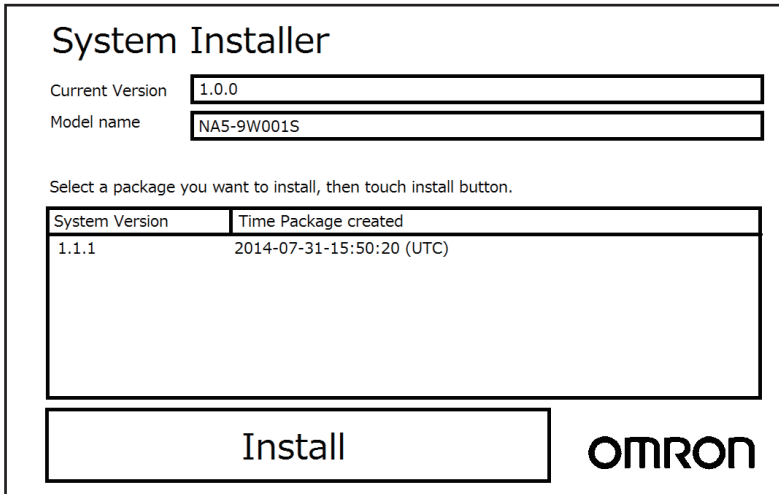 System Installer
Current Version 1.0.0
Model name NA5-9W001S
Select a package you want to install, then touch install button.
System Version Time Package created
1.1.1 2014-07-31-15:50:20 (UTC)
Install
OMRON